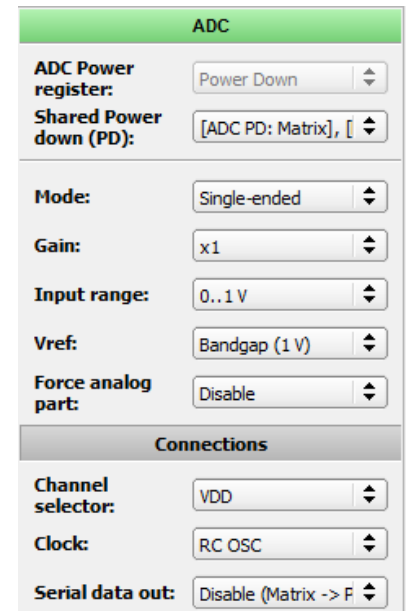 ADC
ADC Power register: Power Down
Shared Power down (PD): [ADC PD: Matrix], [
Mode: Single-ended
Gain: x1
Input range: 0..1 V
Vref: Bandgap (1 V)
Force analog part: Disable
Connections
Channel selector: VDD
Clock: RC OSC
Serial data out: Disable (Matrix -> P